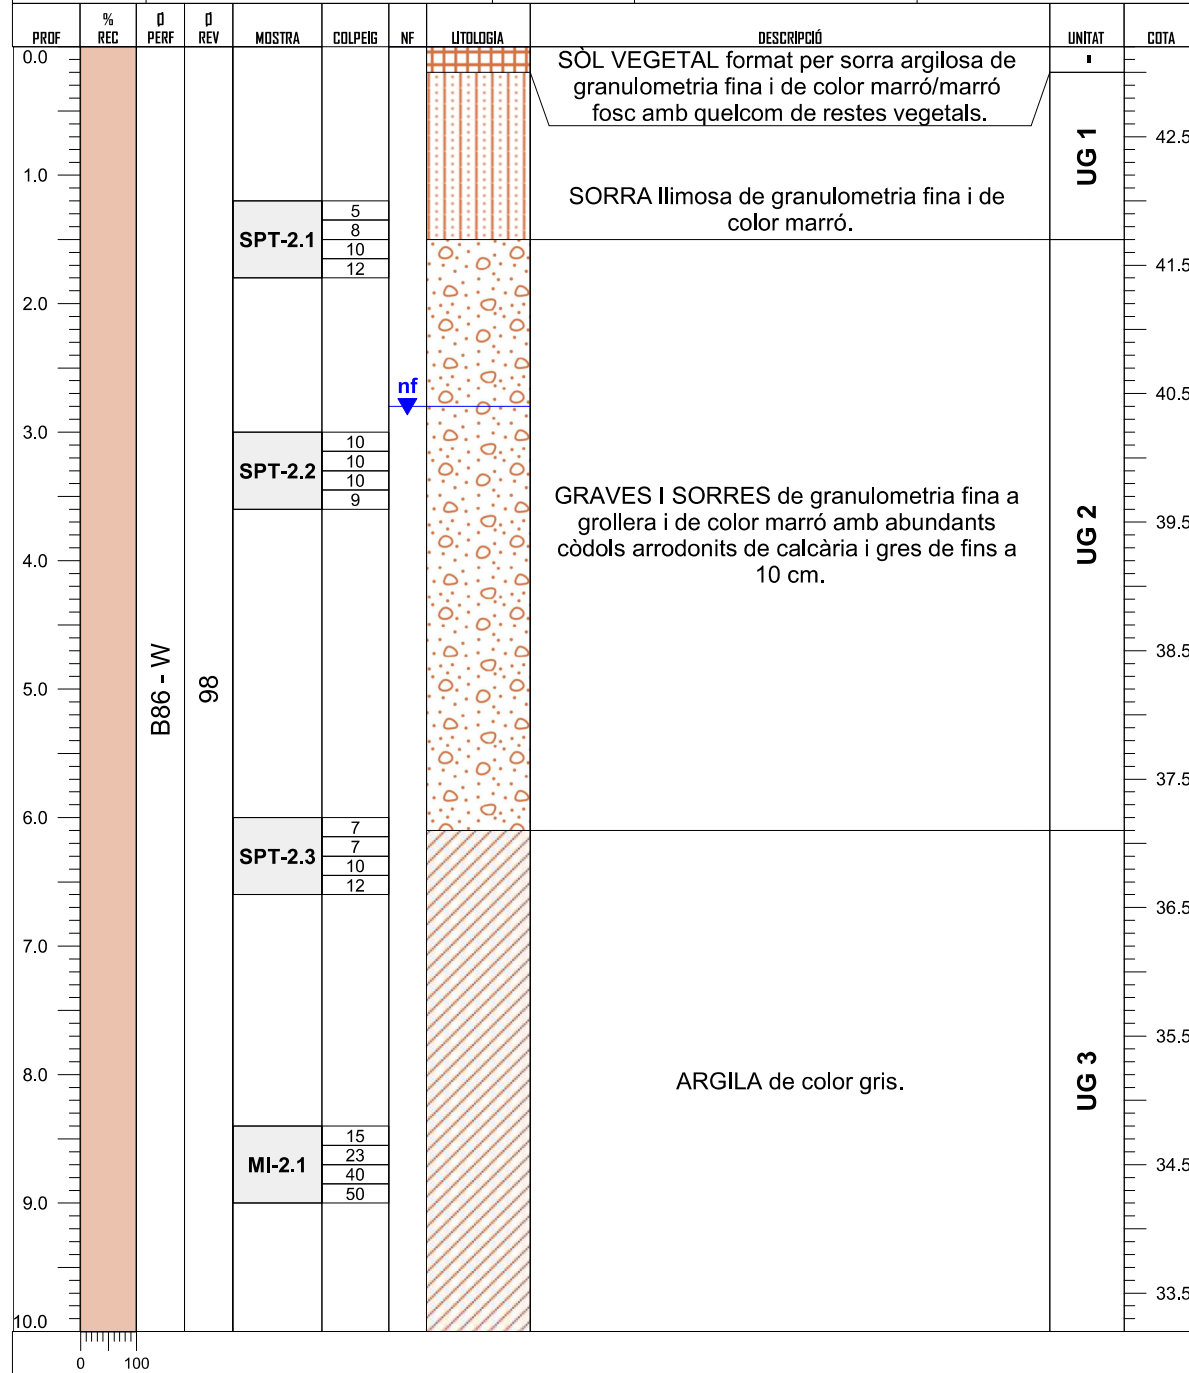 PROF % REC Ø PERF Ø REV MOSTRA COLPEIG NF LITOLOGIA DESCRIPCIÓ UNITAT COTA
0.0
SÒL VEGETAL format per sorra argilosa de
granulometria fina i de color marró/marró
fosc amb quelcom de restes vegetals.
-
42.5
UG 1
1.0
SORRA llimosa de granulometria fina i de
color marró.
SPT-2.1
5
8
10
12
41.5
2.0
nf
40.5
3.0
SPT-2.2
10
10
10
9
GRAVES I SORRES de granulometria fina a
grollera i de color marró amb abundants
còdols arrodonits de calcària i gres de fins a
10 cm.
UG 2
39.5
4.0
38.5
B86 - W
98
5.0
37.5
6.0
SPT-2.3
7
7
10
12
36.5
7.0
35.5
8.0
ARGILA de color gris.
UG 3
MI-2.1
15
23
40
50
34.5
9.0
33.5
10.0
0 100